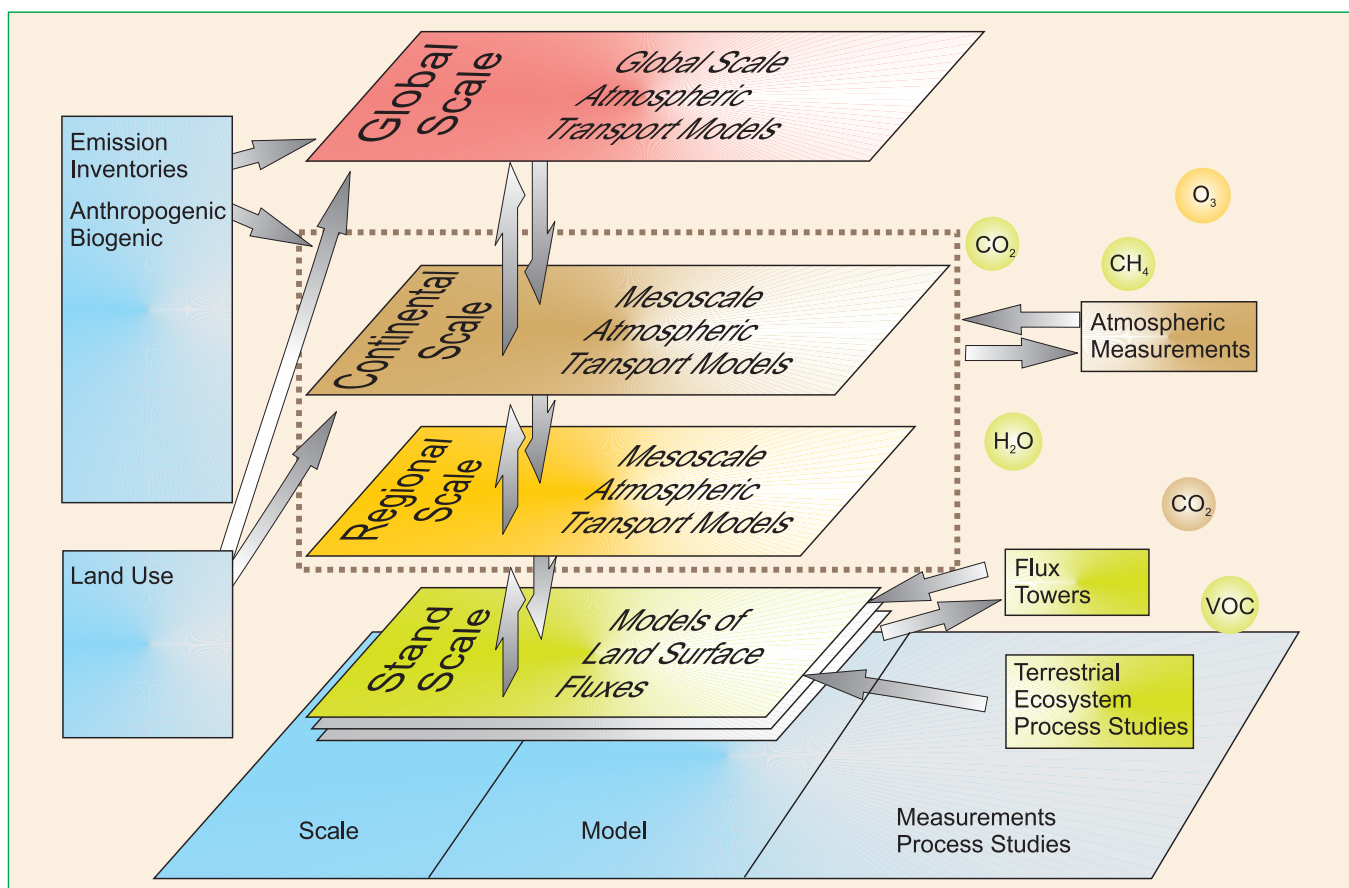 Global
Scale
Global Scale
Atmospheric
Transport Models
Emission
Inventories
Anthropogenic
Biogenic
O₃
CO₂
CH₄
Continental
Scale
Mesoscale
Atmospheric
Transport Models
Atmospheric
Measurements
H₂O
Regional
Scale
Mesoscale
Atmospheric
Transport Models
CO₂
Land Use
Flux
Towers
VOC
Stand
Scale
Models of
Land Surface
Fluxes
Terrestrial
Ecosystem
Process Studies
Scale
Model
Measurements
Process Studies